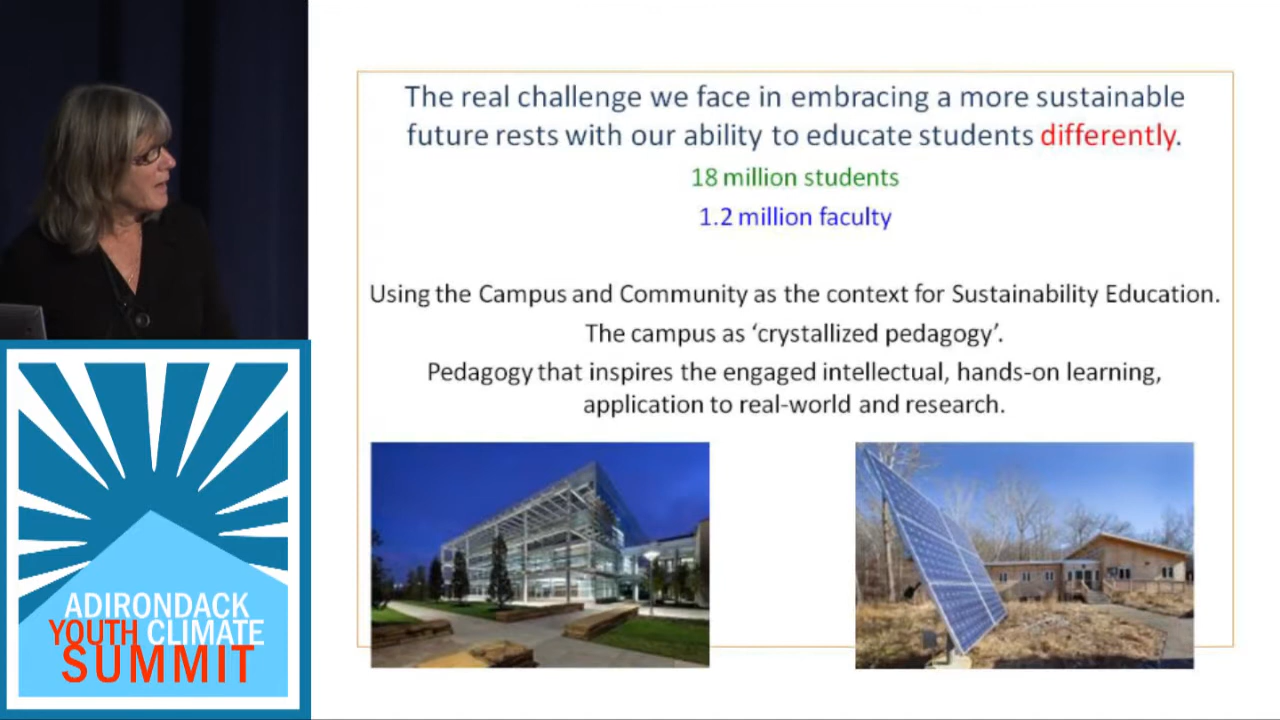 The real challenge we face in embracing a more sustainable
future rests with our ability to educate students differently.
18 million students
1.2 million faculty
Using the Campus and Community as the context for Sustainability Education.
The campus as ‘crystallized pedagogy’.
Pedagogy that inspires the engaged intellectual, hands-on learning,
application to real-world and research.
ADIRONDACK
YOUTH CLIMATE
SUMMIT